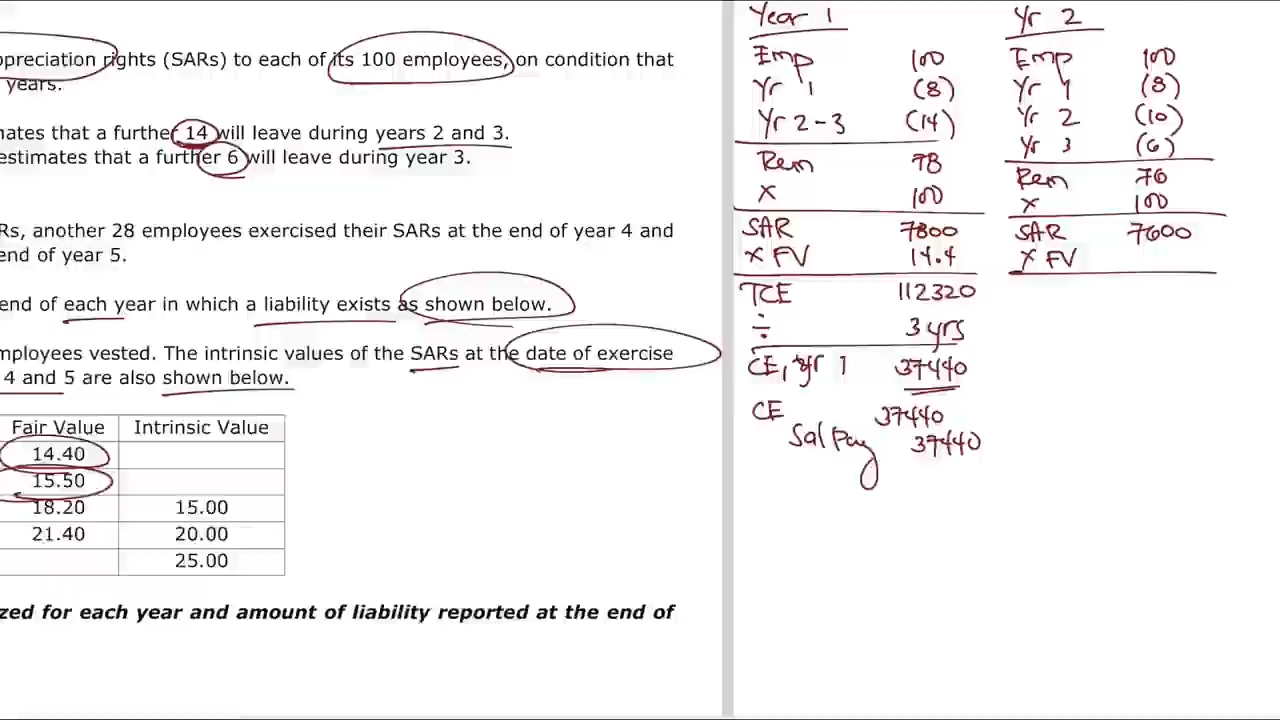 ppreciation rights (SARs) to each of its 100 employees, on condition that
years.
mates that a further 14 will leave during years 2 and 3.
estimates that a further 6 will leave during year 3.
Rs, another 28 employees exercised their SARs at the end of year 4 and
end of year 5.
end of each year in which a liability exists as shown below.
mployees vested. The intrinsic values of the SARs at the date of exercise
4 and 5 are also shown below.
Fair Value Intrinsic Value
14.40
15.50
18.20 15.00
21.40 20.00
25.00
zed for each year and amount of liability reported at the end of
Year 1
Emp 100
Yr 1 (8)
Yr 2-3 (14)
Rem 78
x 100
SAR 7800
x FV 14.4
TCE 112320
÷ 3 yrs
CE, Yr 1 37440
CE 37440
Sal Pay 37440
Yr 2
Emp 100
Yr 1 (8)
Yr 2 (10)
Yr 3 (6)
Rem 76
x 100
SAR 7600
x FV